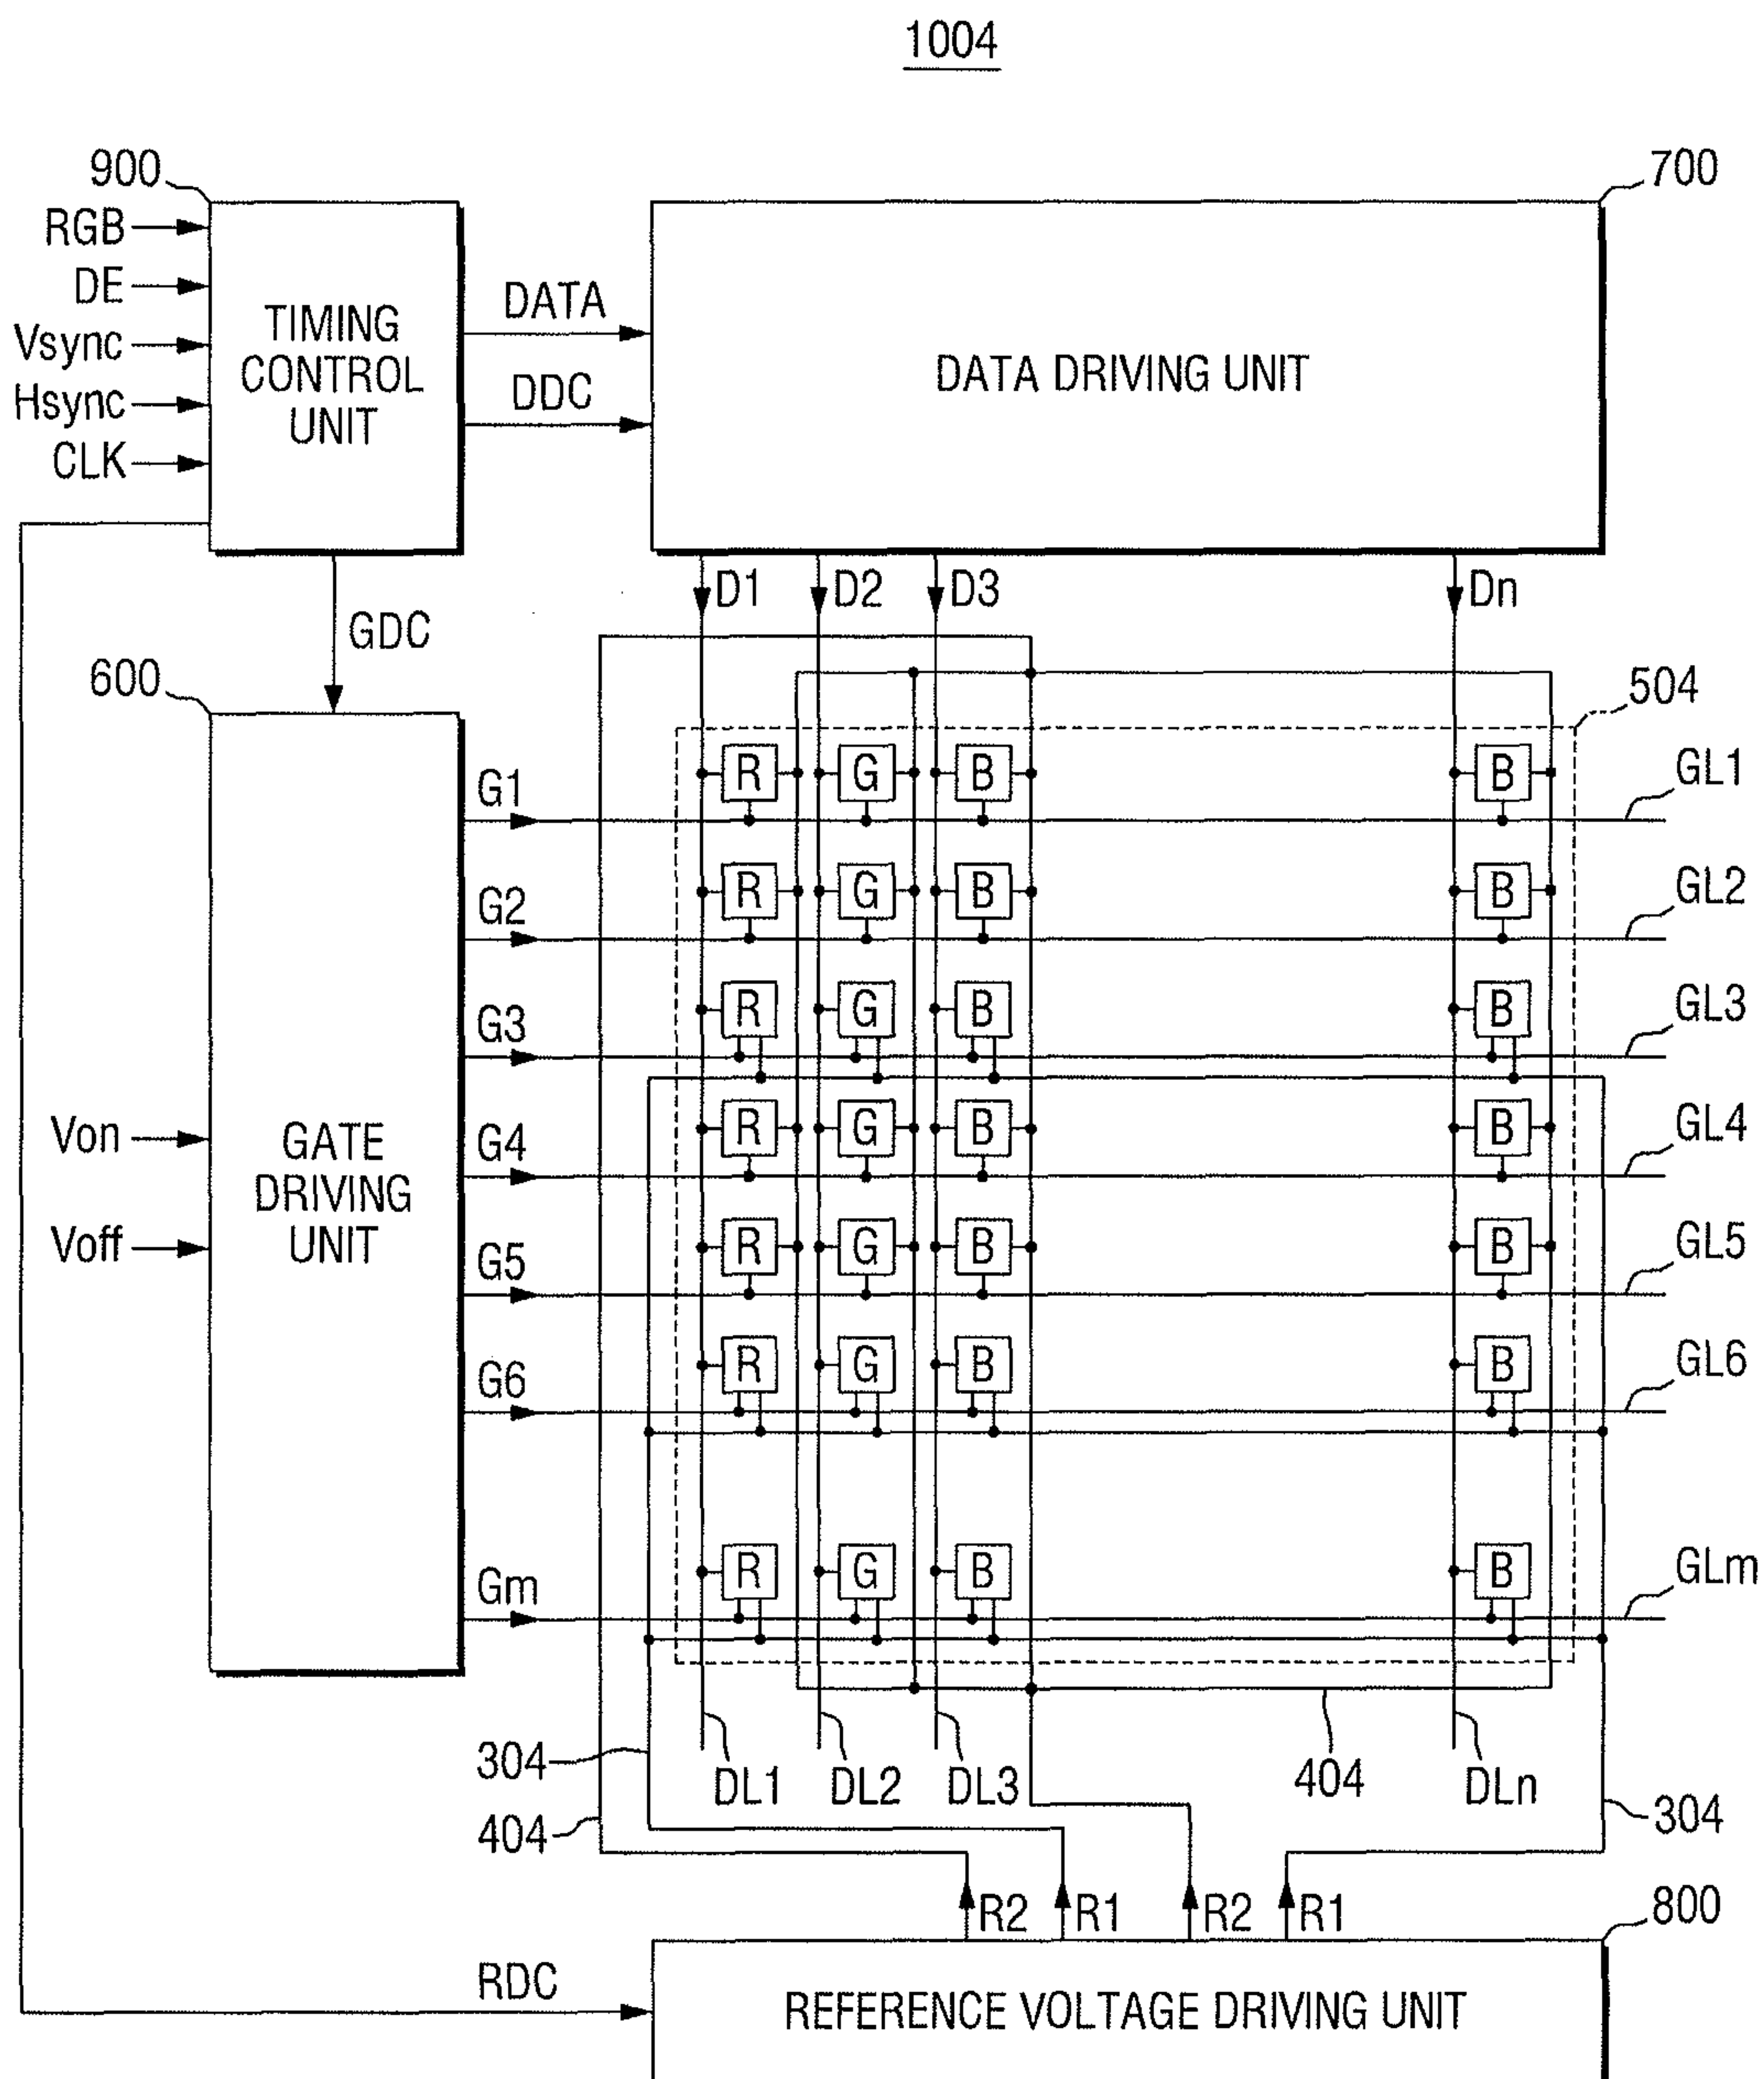 1004
900
700
RGB
DE
Vsync
Hsync
CLK
TIMING
CONTROL
UNIT
DATA
DDC
DATA DRIVING UNIT
D1 D2 D3 Dn
GDC
600
504
R G B B
G1 GL1
R G B B
G2 GL2
R G B B
G3 GL3
Von
Voff
GATE
DRIVING
UNIT
R G B B
G4 GL4
R G B B
G5 GL5
R G B B
G6 GL6
R G B B
Gm GLm
304
404
DL1 DL2 DL3 404 DLn
304
R2 R1 R2 R1
800
RDC
REFERENCE VOLTAGE DRIVING UNIT